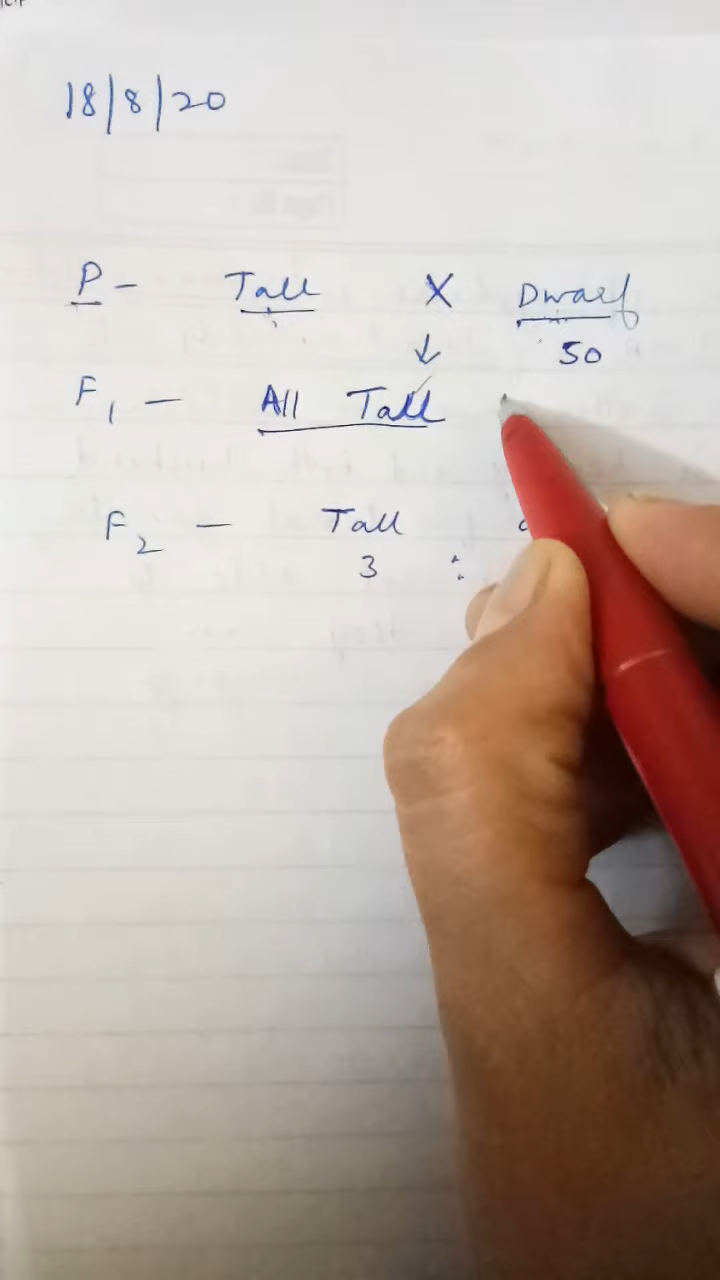 18/8/20
P - Tall X Dwarf
↓ 50
F₁ - All Tall
F₂ - Tall
3 :